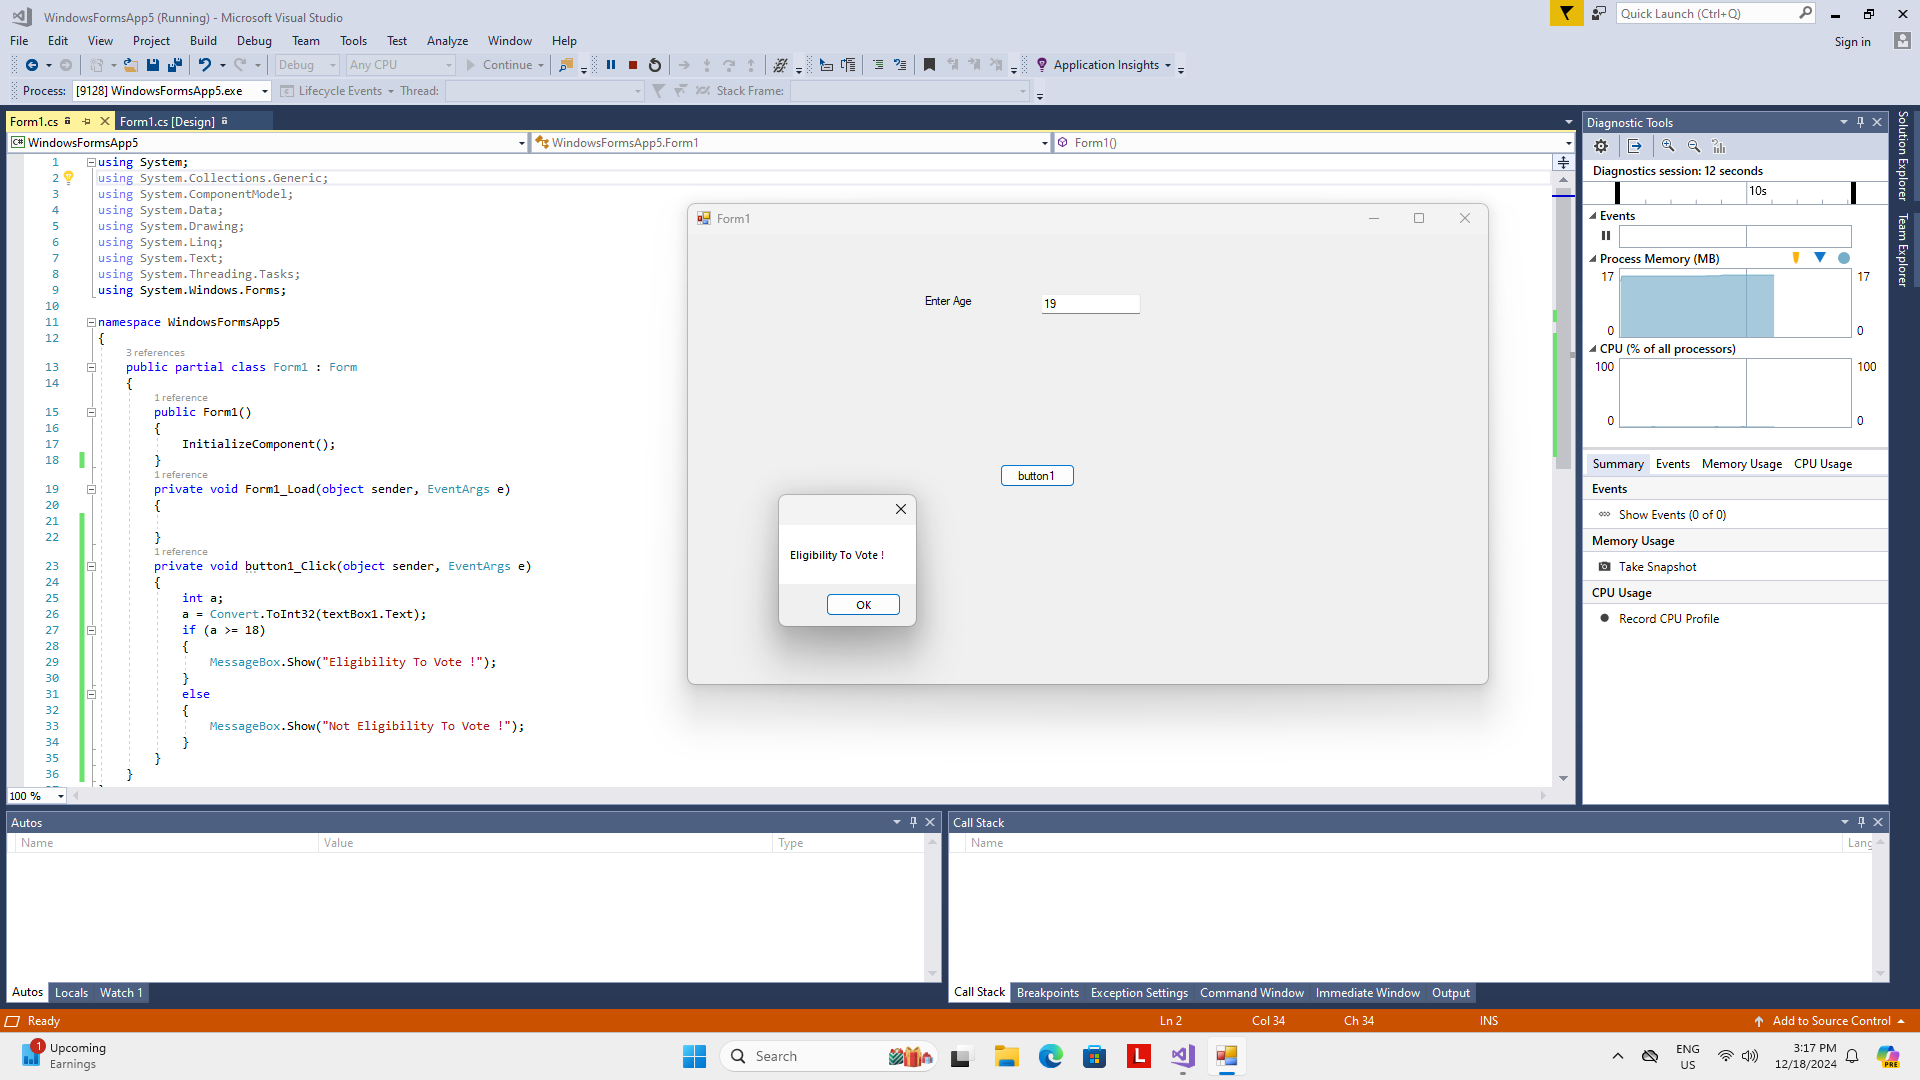 WindowsFormsApp5 (Running) - Microsoft Visual Studio
Quick Launch (Ctrl+Q)
File Edit View Project Build Debug Team Tools Test Analyze Window Help
Sign in
Debug Any CPU Continue Application Insights
Process: [9128] WindowsFormsApp5.exe Lifecycle Events Thread: Stack Frame:
Form1.cs Form1.cs [Design]
C# WindowsFormsApp5 WindowsFormsApp5.Form1 Form1()
1 using System;
2 using System.Collections.Generic;
3 using System.ComponentModel;
4 using System.Data;
5 using System.Drawing;
6 using System.Linq;
7 using System.Text;
8 using System.Threading.Tasks;
9 using System.Windows.Forms;
10
11 namespace WindowsFormsApp5
12 {
3 references
13 public partial class Form1 : Form
14 {
1 reference
15 public Form1()
16 {
17 InitializeComponent();
18 }
1 reference
19 private void Form1_Load(object sender, EventArgs e)
20 {
21
22 }
1 reference
23 private void button1_Click(object sender, EventArgs e)
24 {
25 int a;
26 a = Convert.ToInt32(textBox1.Text);
27 if (a >= 18)
28 {
29 MessageBox.Show("Eligibility To Vote !");
30 }
31 else
32 {
33 MessageBox.Show("Not Eligibility To Vote !");
34 }
35 }
36 }
100 %
Form1
Enter Age 19
button1
Eligibility To Vote !
OK
Diagnostic Tools
Diagnostics session: 12 seconds
10s
Events
Process Memory (MB)
17 17
0 0
CPU (% of all processors)
100 100
0 0
Summary Events Memory Usage CPU Usage
Events
Show Events (0 of 0)
Memory Usage
Take Snapshot
CPU Usage
Record CPU Profile
Solution Explorer
Team Explorer
Autos
Name Value Type
Autos Locals Watch 1
Call Stack
Name Lang
Call Stack Breakpoints Exception Settings Command Window Immediate Window Output
Ready Ln 2 Col 34 Ch 34 INS Add to Source Control
1
Upcoming
Earnings
Search
L
PRE
ENG
US
3:17 PM
12/18/2024